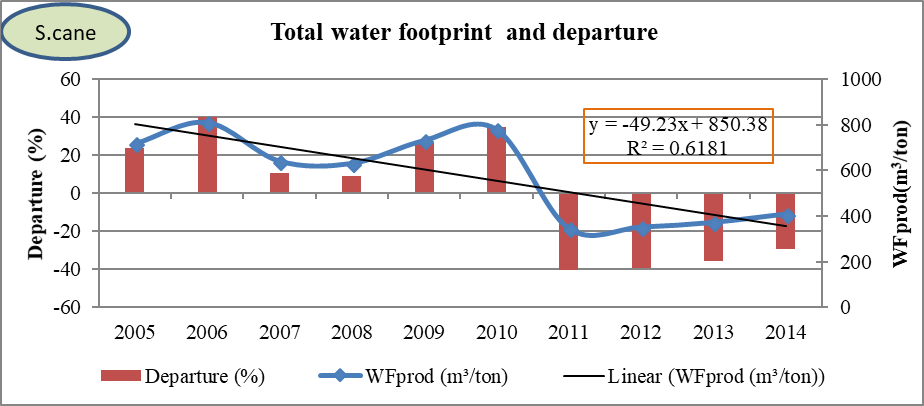 S.cane
Total water footprint and departure
60
40
20
0
-20
-40
-60
Departure (%)
1000
800
600
400
200
0
WFprod(m³/ton)
y = -49.23x + 850.38
R² = 0.6181
2005 2006 2007 2008 2009 2010 2011 2012 2013 2014
Departure (%) WFprod (m³/ton) Linear (WFprod (m³/ton))